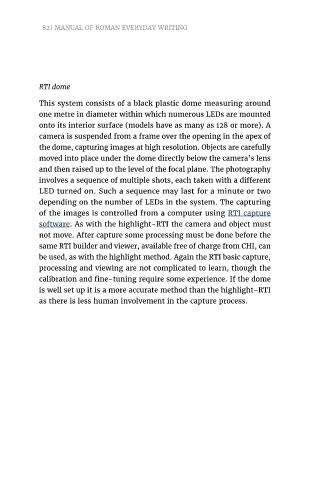 82| MANUAL OF ROMAN EVERYDAY WRITING
RTI dome
This system consists of a black plastic dome measuring around
one metre in diameter within which numerous LEDs are mounted
onto its interior surface (models have as many as 128 or more). A
camera is suspended from a frame over the opening in the apex of
the dome, capturing images at high resolution. Objects are carefully
moved into place under the dome directly below the camera's lens
and then raised up to the level of the focal plane. The photography
involves a sequence of multiple shots, each taken with a different
LED turned on. Such a sequence may last for a minute or two
depending on the number of LEDs in the system. The capturing
of the images is controlled from a computer using RTI capture
software. As with the highlight-RTI the camera and object must
not move. After capture some processing must be done before the
same RTI builder and viewer, available free of charge from CHI, can
be used, as with the highlight method. Again the RTI basic capture,
processing and viewing are not complicated to learn, though the
calibration and fine-tuning require some experience. If the dome
is well set up it is a more accurate method than the highlight-RTI
as there is less human involvement in the capture process.